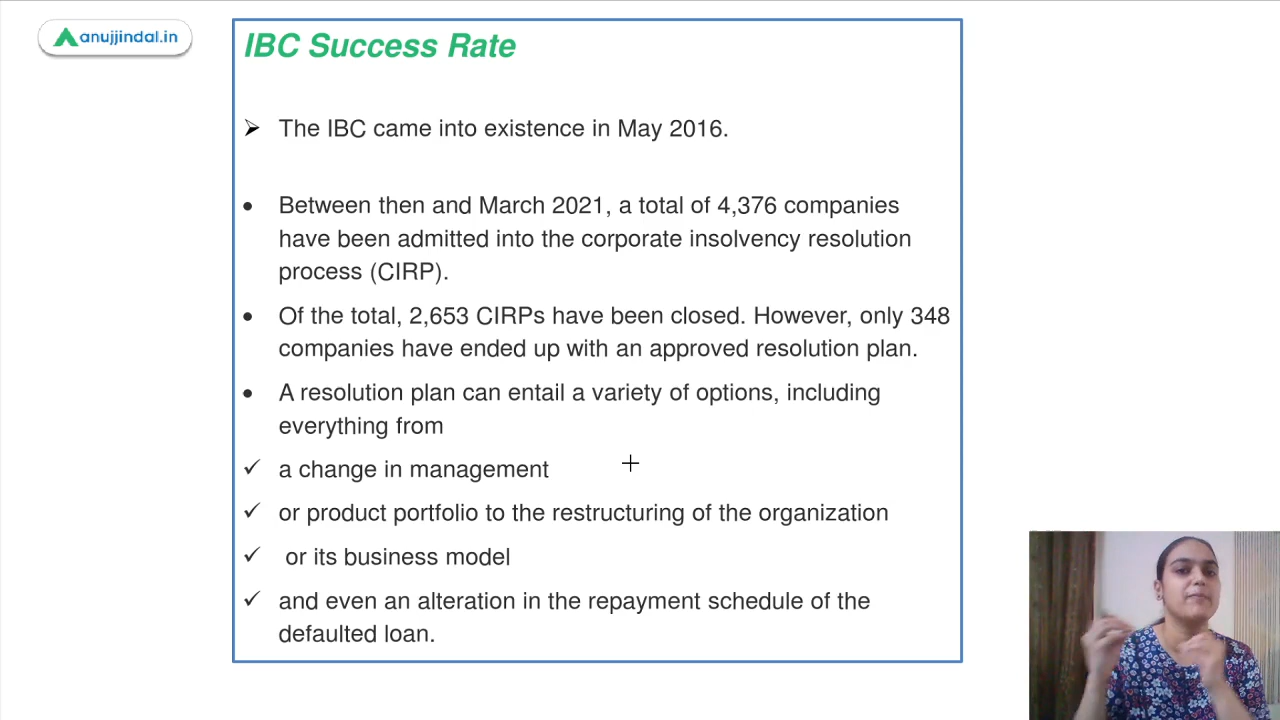 anujjindal.in
IBC Success Rate
The IBC came into existence in May 2016.
Between then and March 2021, a total of 4,376 companies
have been admitted into the corporate insolvency resolution
process (CIRP).
Of the total, 2,653 CIRPs have been closed. However, only 348
companies have ended up with an approved resolution plan.
A resolution plan can entail a variety of options, including
everything from
a change in management
or product portfolio to the restructuring of the organization
or its business model
and even an alteration in the repayment schedule of the
defaulted loan.